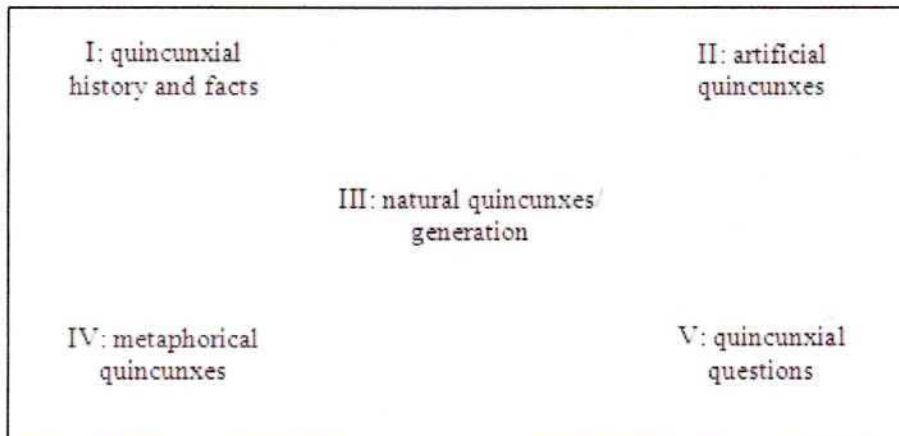 I: quincunxial
history and facts
II: artificial
quincunxes
III: natural quincunxes/
generation
IV: metaphorical
quincunxes
V: quincunxial
questions